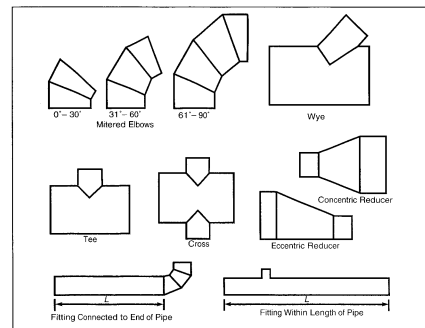 0°–30° 31°–60° 61°–90°
Mitered Elbows
Wye
Concentric Reducer
Tee
Cross
Eccentric Reducer
L
L
Fitting Connected to End of Pipe
Fitting Within Length of Pipe